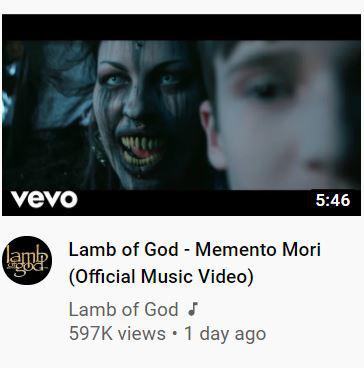 vevo
5:46
lamb
of
god
Lamb of God - Memento Mori
(Official Music Video)
Lamb of God
597K views • 1 day ago